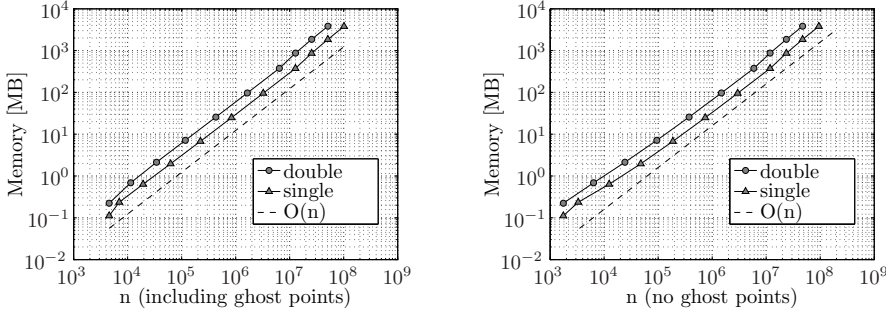 10^4
10^3
10^2
10^1
10^0
10^-1
10^-2
Memory [MB]
double
single
O(n)
10^3 10^4 10^5 10^6 10^7 10^8 10^9
n (including ghost points)
10^4
10^3
10^2
10^1
10^0
10^-1
10^-2
Memory [MB]
double
single
O(n)
10^3 10^4 10^5 10^6 10^7 10^8 10^9
n (no ghost points)